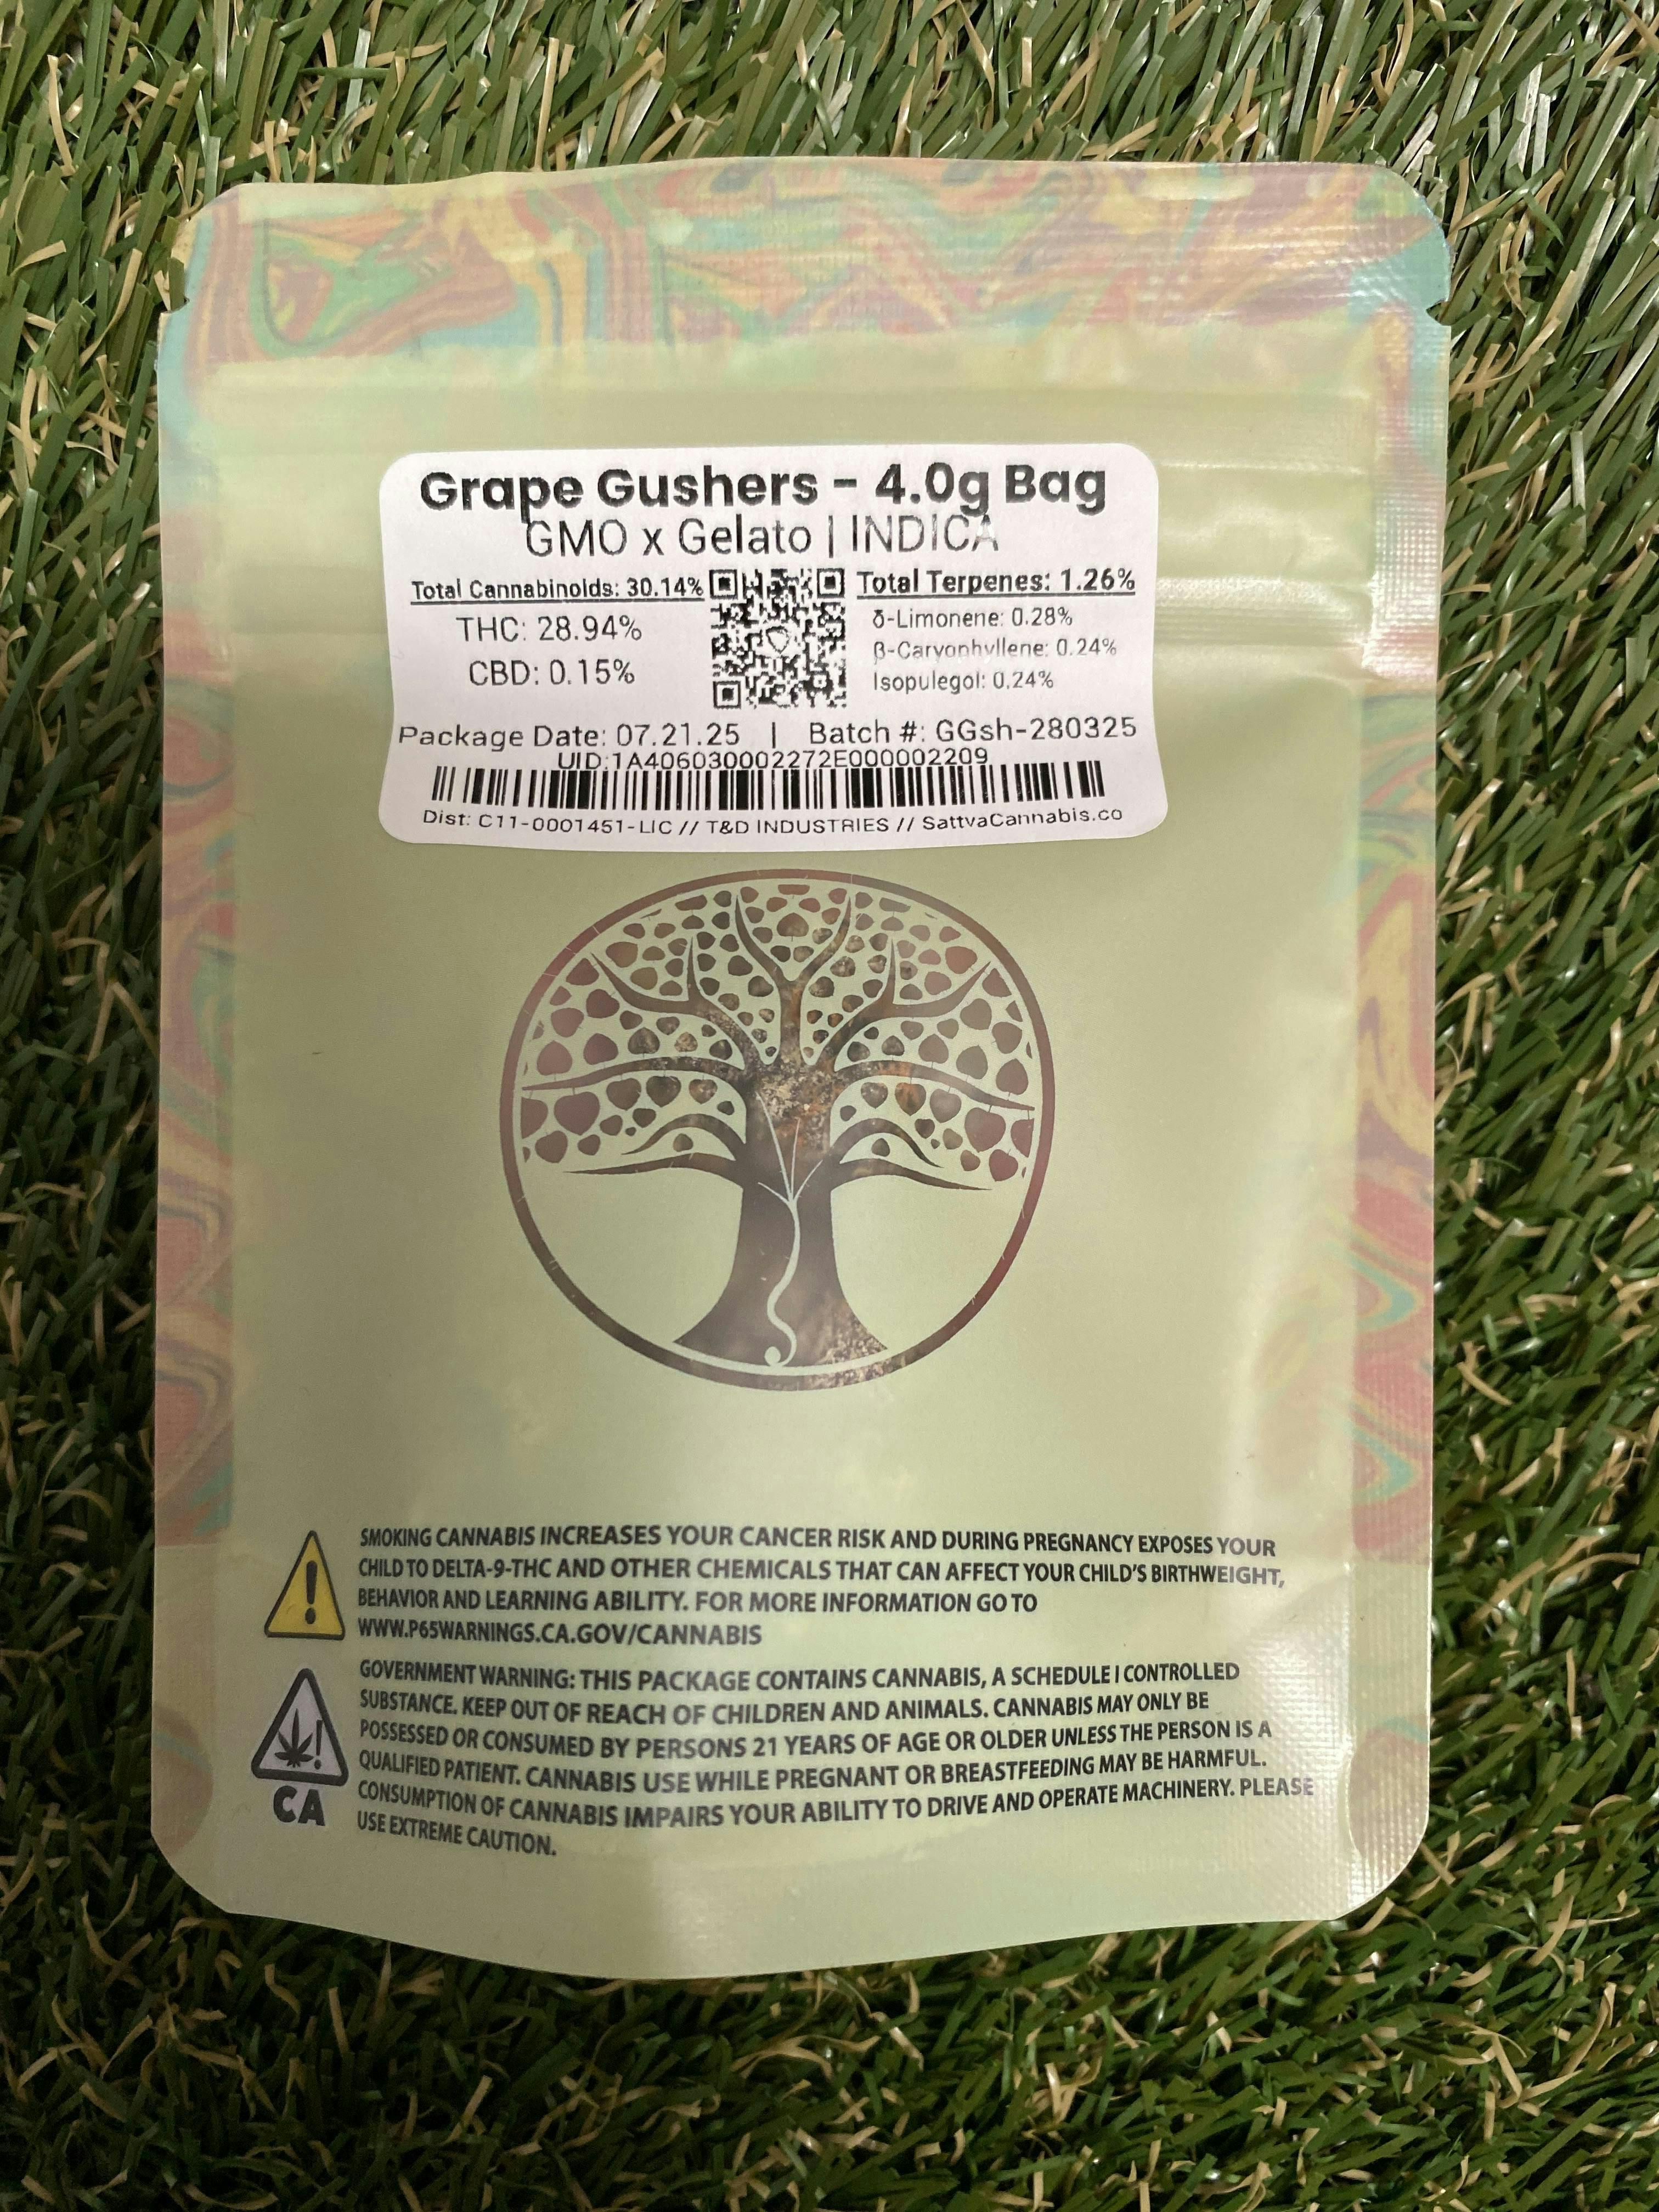 Grape Gushers - 4.0g Bag
GMO x Gelato | INDICA
Total Cannabinoids: 30.14%
THC: 28.94%
CBD: 0.15%
Total Terpenes: 1.26%
δ-Limonene: 0.28%
β-Caryophyllene: 0.24%
Isopulegol: 0.24%
Package Date: 07.21.25 | Batch #: GGsh-280325
UID:1A406030002272E000002209
Dist: C11-0001451-LIC // T&D INDUSTRIES // SattvaCannabis.co
SMOKING CANNABIS INCREASES YOUR CANCER RISK AND DURING PREGNANCY EXPOSES YOUR
CHILD TO DELTA-9-THC AND OTHER CHEMICALS THAT CAN AFFECT YOUR CHILD'S BIRTHWEIGHT,
BEHAVIOR AND LEARNING ABILITY. FOR MORE INFORMATION GO TO
WWW.P65WARNINGS.CA.GOV/CANNABIS
GOVERNMENT WARNING: THIS PACKAGE CONTAINS CANNABIS, A SCHEDULE I CONTROLLED
SUBSTANCE. KEEP OUT OF REACH OF CHILDREN AND ANIMALS. CANNABIS MAY ONLY BE
POSSESSED OR CONSUMED BY PERSONS 21 YEARS OF AGE OR OLDER UNLESS THE PERSON IS A
QUALIFIED PATIENT. CANNABIS USE WHILE PREGNANT OR BREASTFEEDING MAY BE HARMFUL.
CONSUMPTION OF CANNABIS IMPAIRS YOUR ABILITY TO DRIVE AND OPERATE MACHINERY. PLEASE
USE EXTREME CAUTION.
!
!
CA